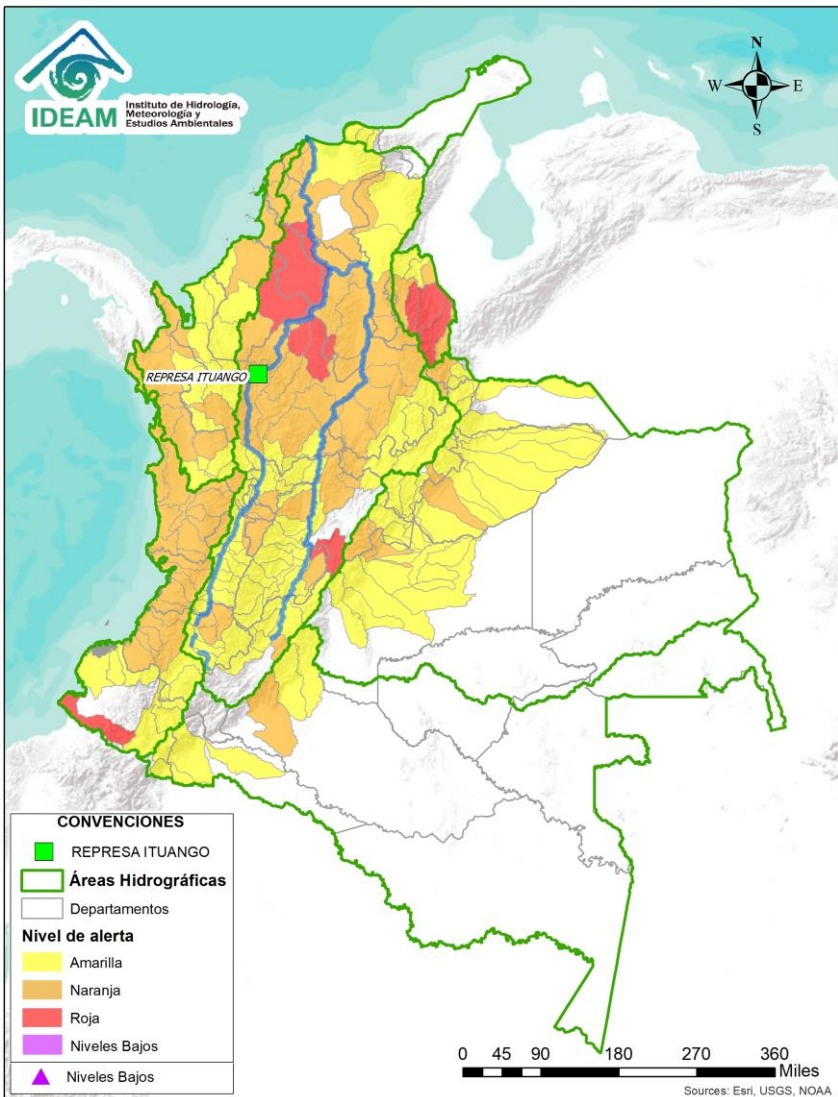 IDEAM
Instituto de Hidrología,
Meteorología y
Estudios Ambientales
N
W
E
S
REPRESA ITUANGO
CONVENCIONES
REPRESA ITUANGO
Áreas Hidrográficas
Departamentos
Nivel de alerta
Amarilla
Naranja
Roja
Niveles Bajos
Niveles Bajos
0 45 90 180 270 360
Miles
Sources: Esri, USGS, NOAA